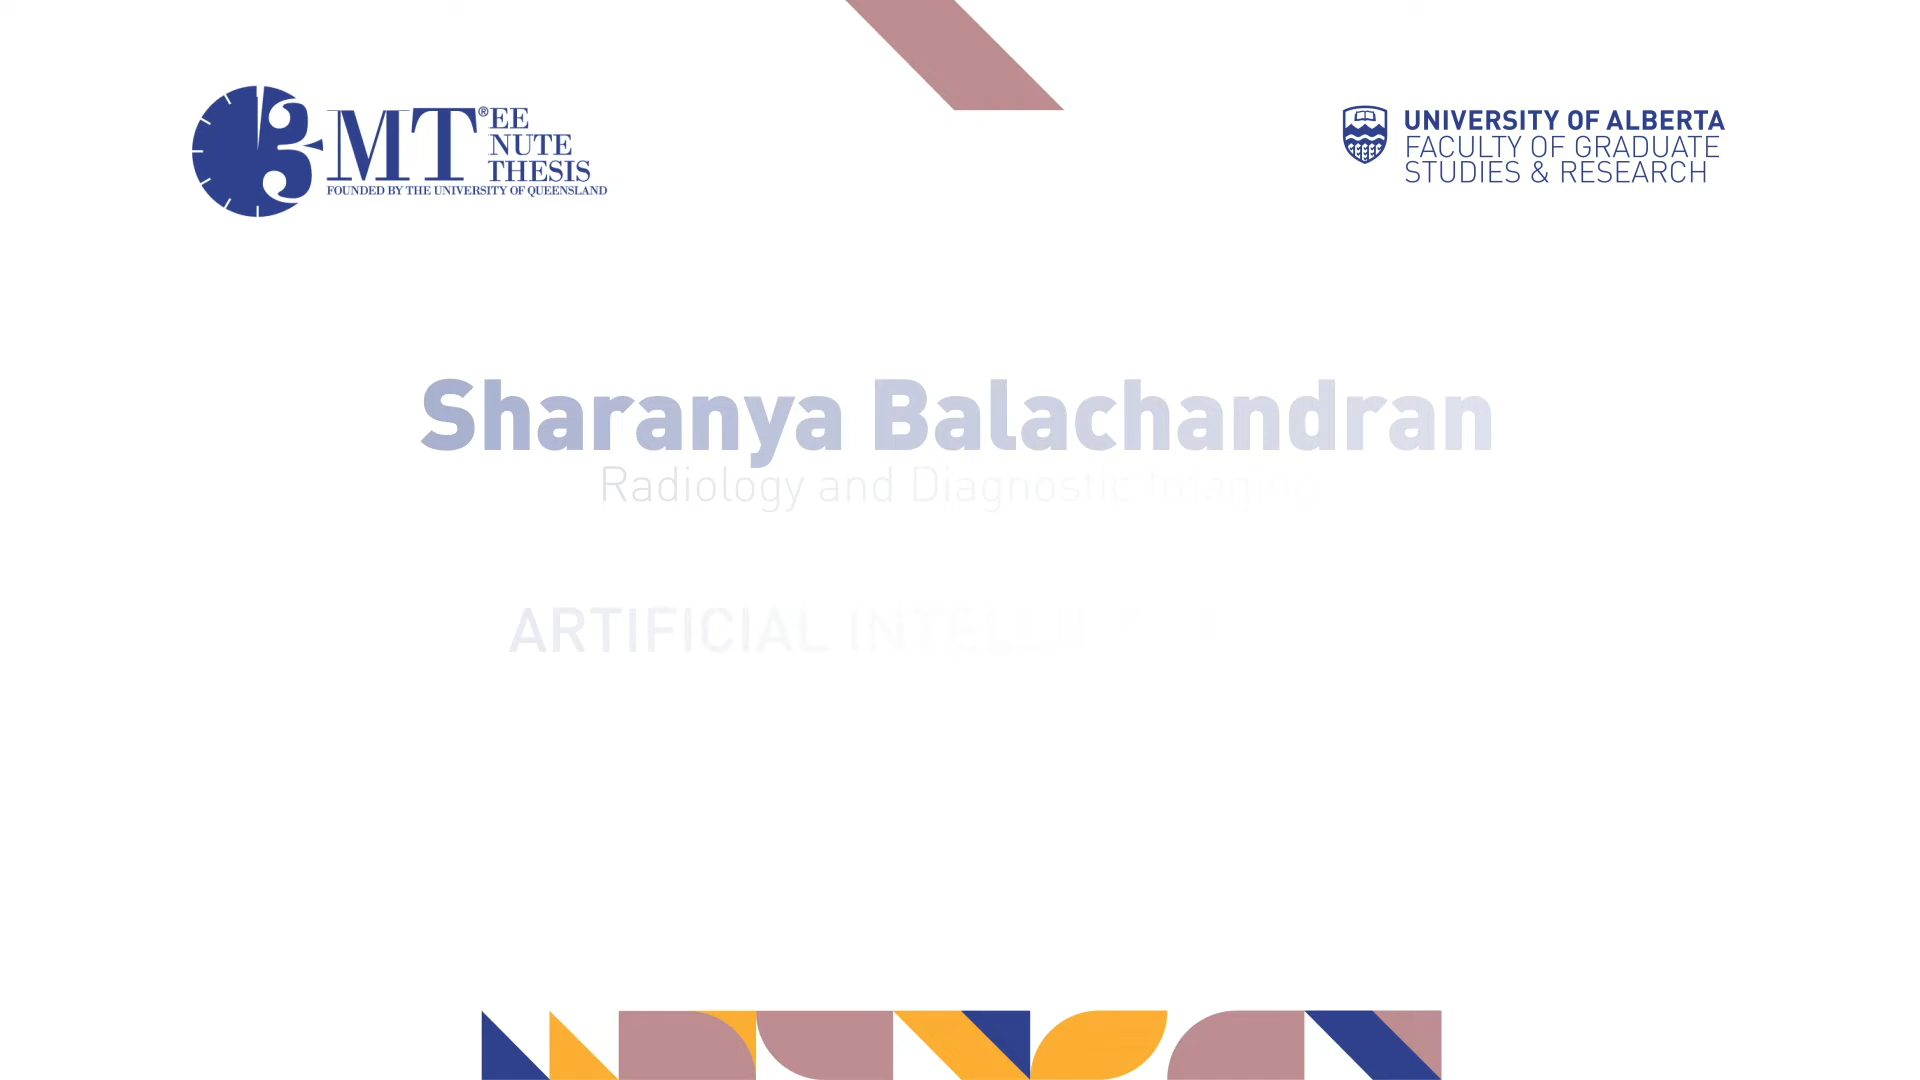 3MT® EE
NUTE
THESIS
FOUNDED BY THE UNIVERSITY OF QUEENSLAND
UNIVERSITY OF ALBERTA
FACULTY OF GRADUATE
STUDIES & RESEARCH
Sharanya Balachandran
Radiology and Diagnostic Imaging
ARTIFICIAL